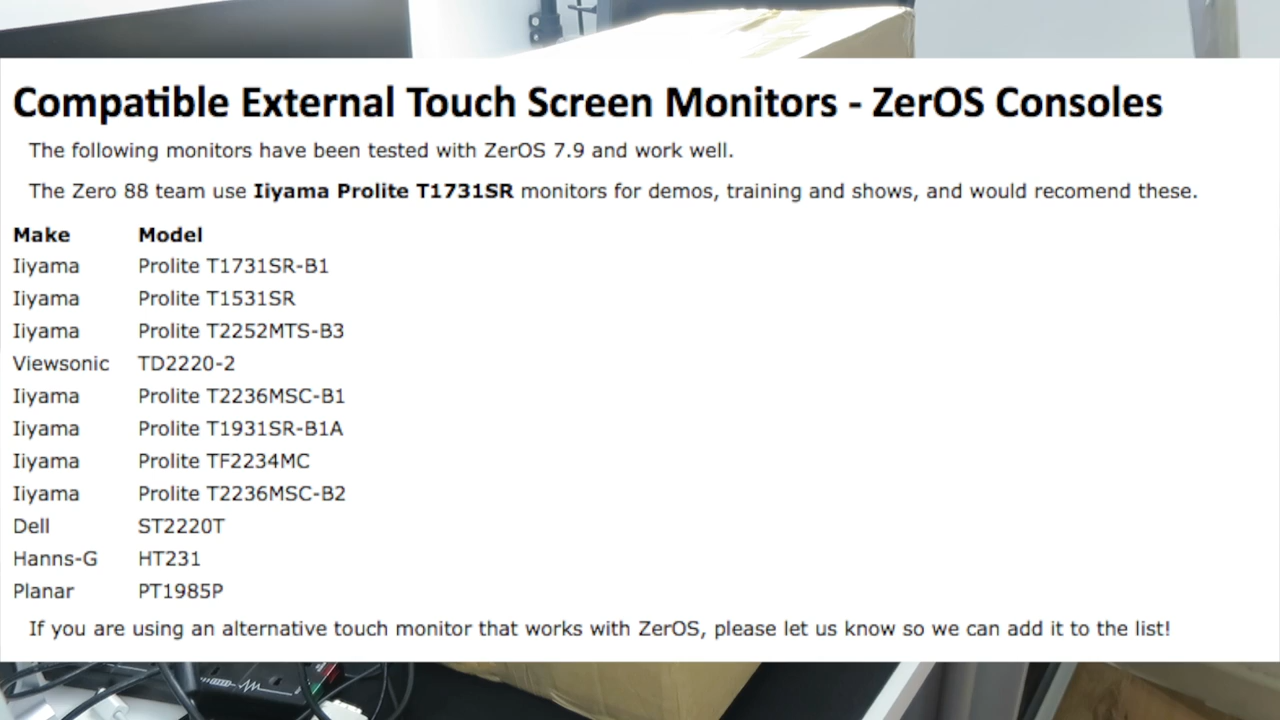 Compatible External Touch Screen Monitors - ZerOS Consoles
The following monitors have been tested with ZerOS 7.9 and work well.
The Zero 88 team use Iiyama Prolite T1731SR monitors for demos, training and shows, and would recomend these.
Make Model
Iiyama Prolite T1731SR-B1
Iiyama Prolite T1531SR
Iiyama Prolite T2252MTS-B3
Viewsonic TD2220-2
Iiyama Prolite T2236MSC-B1
Iiyama Prolite T1931SR-B1A
Iiyama Prolite TF2234MC
Iiyama Prolite T2236MSC-B2
Dell ST2220T
Hanns-G HT231
Planar PT1985P
If you are using an alternative touch monitor that works with ZerOS, please let us know so we can add it to the list!